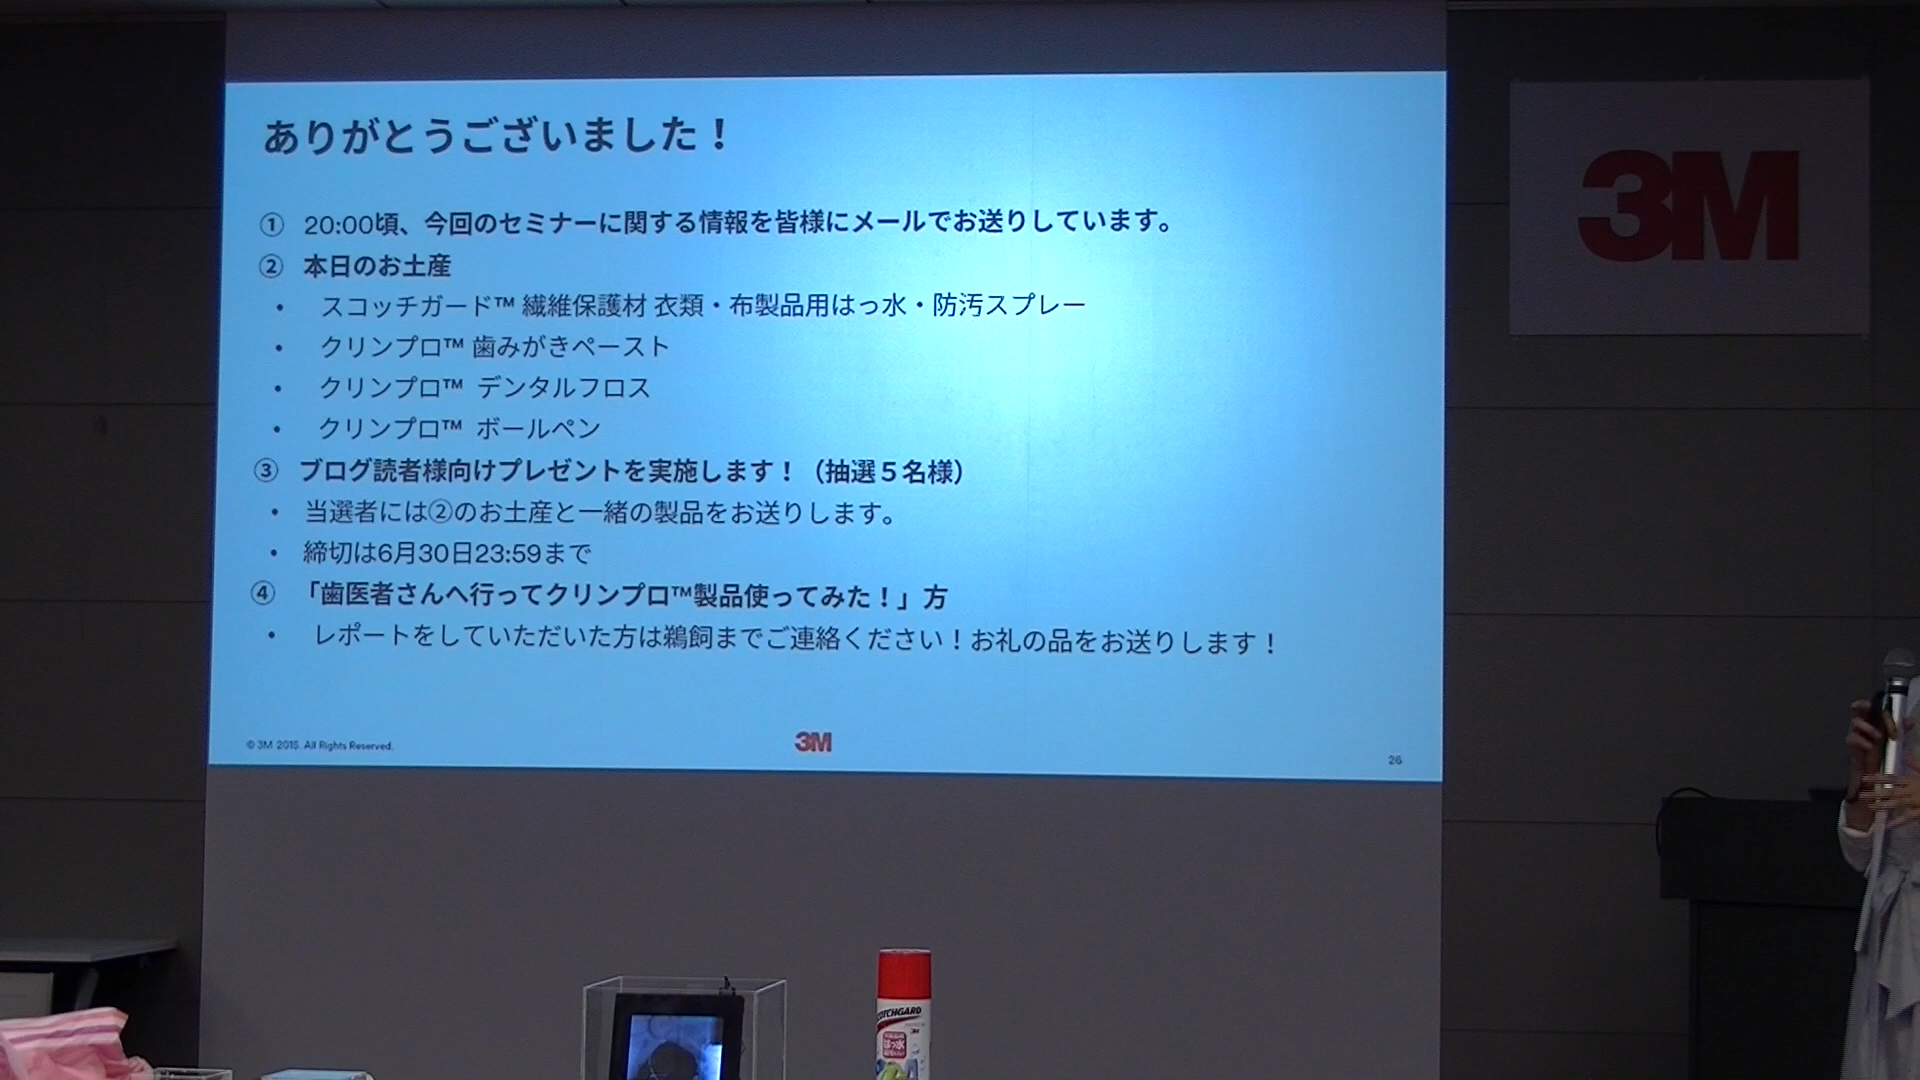 ありがとうございました！
① 20:00頃、今回のセミナーに関する情報を皆様にメールでお送りしています。
② 本日のお土産
・ スコッチガード™ 繊維保護材 衣類・布製品用はっ水・防汚スプレー
・ クリンプロ™ 歯みがきペースト
・ クリンプロ™ デンタルフロス
・ クリンプロ™ ボールペン
③ ブログ読者様向けプレゼントを実施します！（抽選５名様）
・ 当選者には②のお土産と一緒の製品をお送りします。
・ 締切は6月30日23:59まで
④ 「歯医者さんへ行ってクリンプロ™製品使ってみた！」方
・ レポートをしていただいた方は鵜飼までご連絡ください！お礼の品をお送りします！
© 3M 2015. All Rights Reserved.
3M
26
3M
OTCHGARD
はっ水